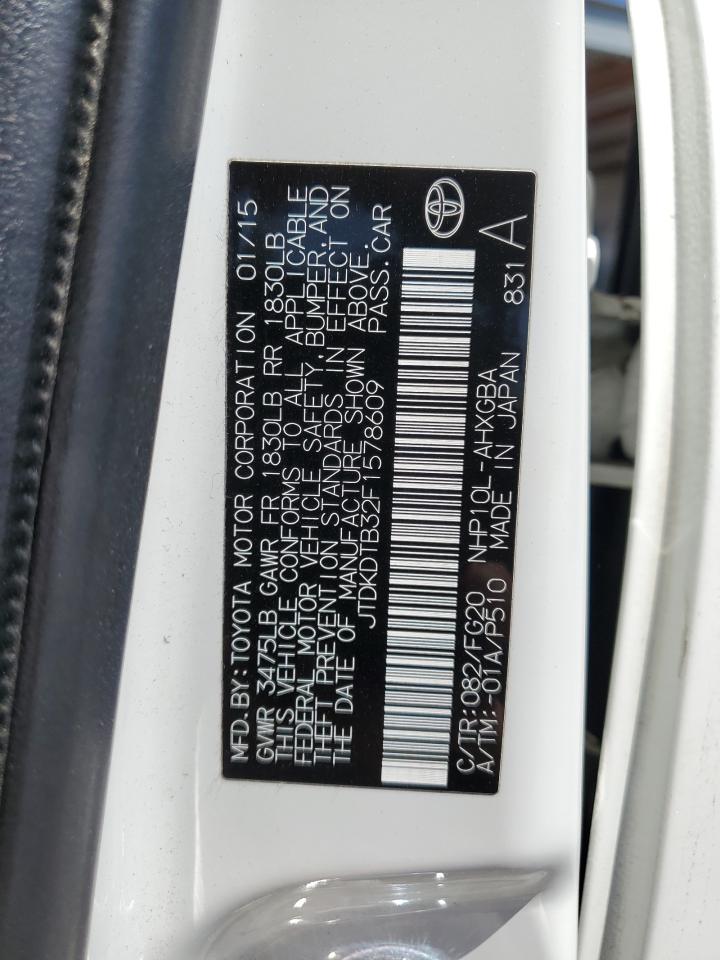 MFD.BY:TOYOTA MOTOR CORPORATION 01/15
GVWR 3475LB GAWR FR 1830LB RR 1830LB
THIS VEHICLE CONFORMS TO ALL APPLICABLE
FEDERAL MOTOR VEHICLE SAFETY,BUMPER,AND
THEFT PREVENTION STANDARDS IN EFFECT ON
THE DATE OF MANUFACTURE SHOWN ABOVE.
JTDKDTB32F1578609 PASS.CAR
C/TR:082/FG20 NHP10L-AHXGBA
A/TM:-01A/P510 MADE IN JAPAN 831 A